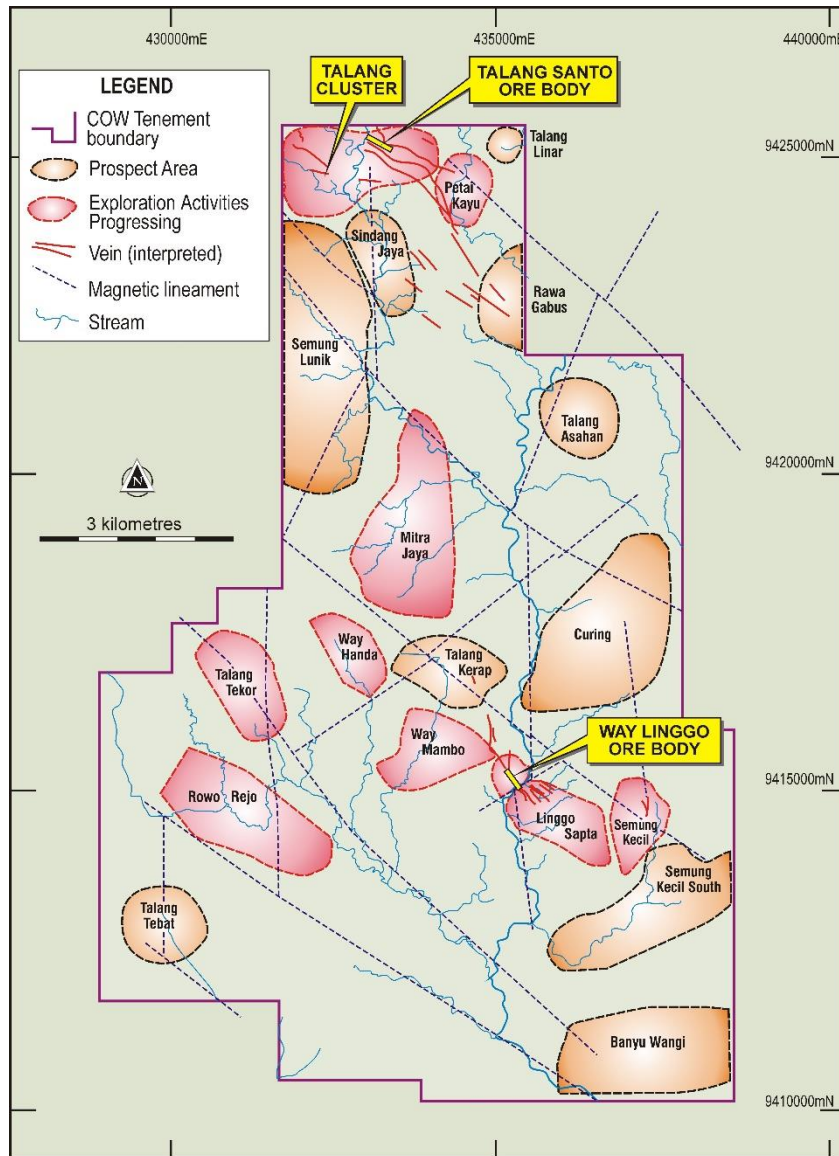 430000mE
435000mE
440000mE
LEGEND
COW Tenement
boundary
Prospect Area
Exploration Activities
Progressing
Vein (interpreted)
Magnetic lineament
Stream
TALANG
CLUSTER
TALANG SANTO
ORE BODY
Talang
Linar
9425000mN
Petai
Kayu
Sindang
Jaya
Rawa
Gabus
Semung
Lunik
Talang
Asahan
9420000mN
N
3 kilometres
Mitra
Jaya
Way
Handa
Talang
Kerap
Curing
Talang
Tekor
Way
Mambo
WAY LINGGO
ORE BODY
9415000mN
Rowo Rejo
Linggo
Sapta
Semung
Kecil
Semung
Kecil South
Talang
Tebat
Banyu Wangi
9410000mN